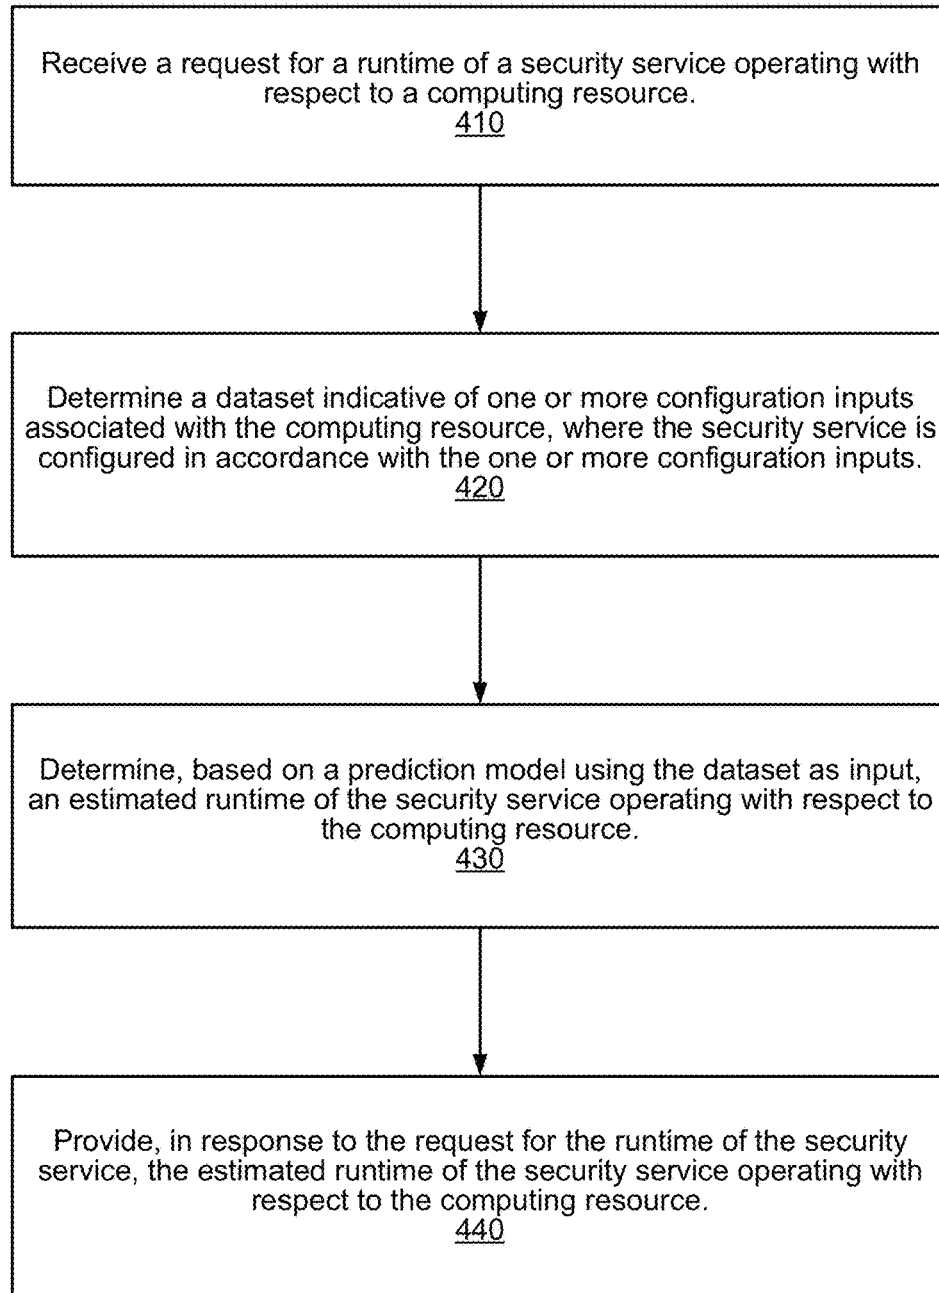 Receive a request for a runtime of a security service operating with
respect to a computing resource.
410
Determine a dataset indicative of one or more configuration inputs
associated with the computing resource, where the security service is
configured in accordance with the one or more configuration inputs.
420
Determine, based on a prediction model using the dataset as input,
an estimated runtime of the security service operating with respect to
the computing resource.
430
Provide, in response to the request for the runtime of the security
service, the estimated runtime of the security service operating with
respect to the computing resource.
440